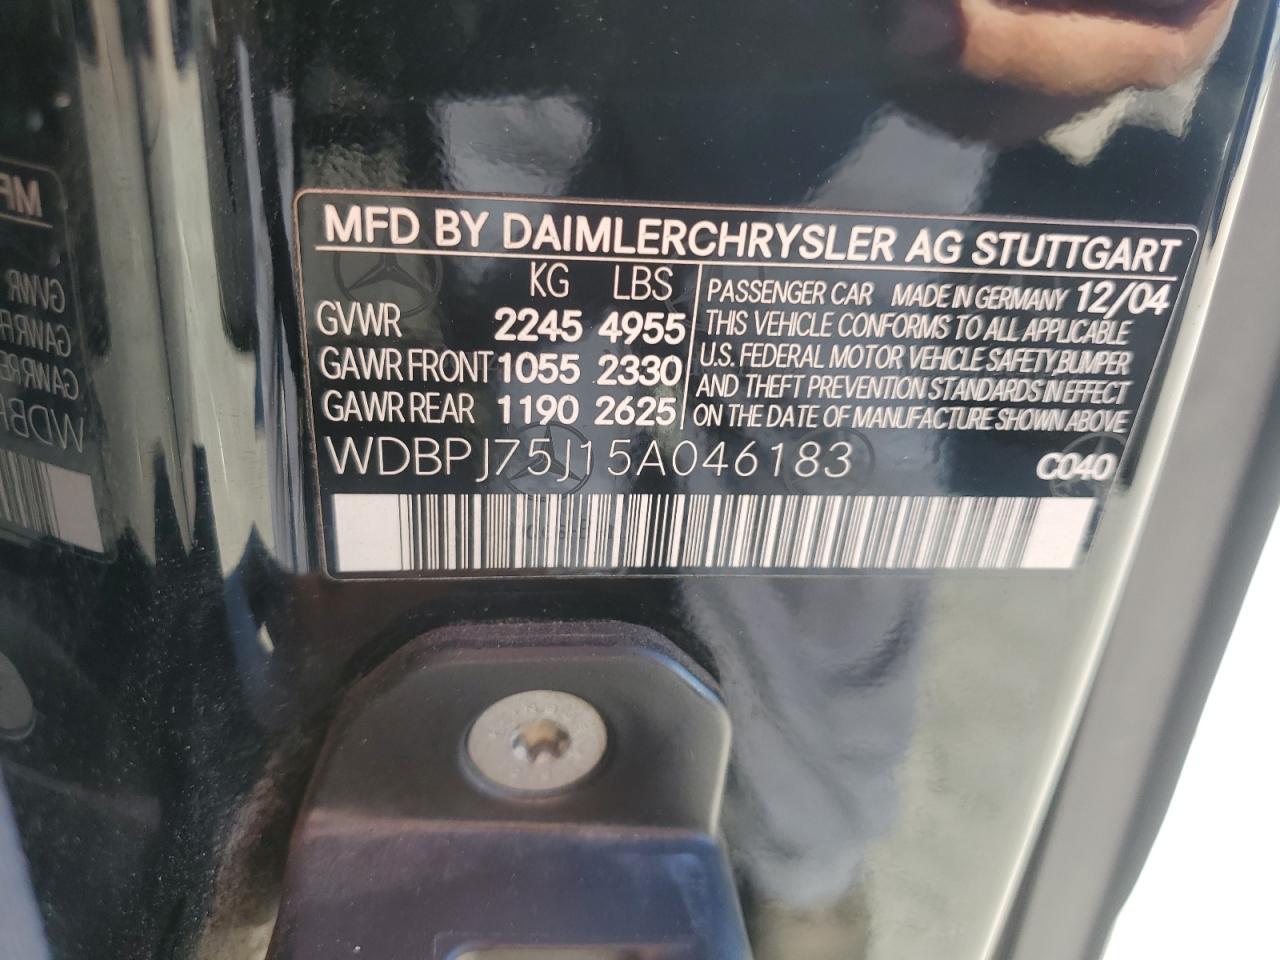 MFD BY DAIMLERCHRYSLER AG STUTTGART
KG LBS
GVWR 2245 4955
GAWR FRONT 1055 2330
GAWR REAR 1190 2625
PASSENGER CAR MADE IN GERMANY 12/04
THIS VEHICLE CONFORMS TO ALL APPLICABLE
U.S. FEDERAL MOTOR VEHICLE SAFETY,BUMPER
AND THEFT PREVENTION STANDARDS IN EFFECT
ON THE DATE OF MANUFACTURE SHOWN ABOVE
WDBPJ75J15A046183 C040